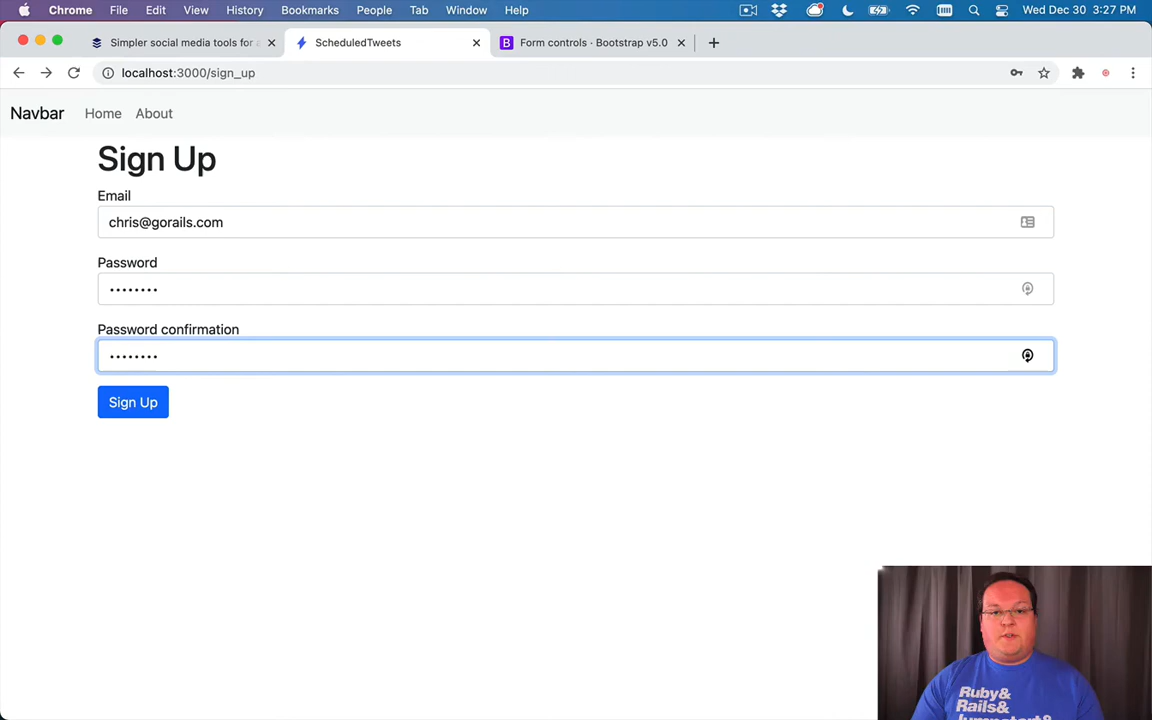 Chrome File Edit View History Bookmarks People Tab Window Help Wed Dec 30 3:27 PM
Simpler social media tools for ScheduledTweets B Form controls · Bootstrap v5.0
localhost:3000/sign_up
Navbar Home About
Sign Up
Email
chris@gorails.com
Password
••••••••
Password confirmation
••••••••
Sign Up
Ruby&
Rails&